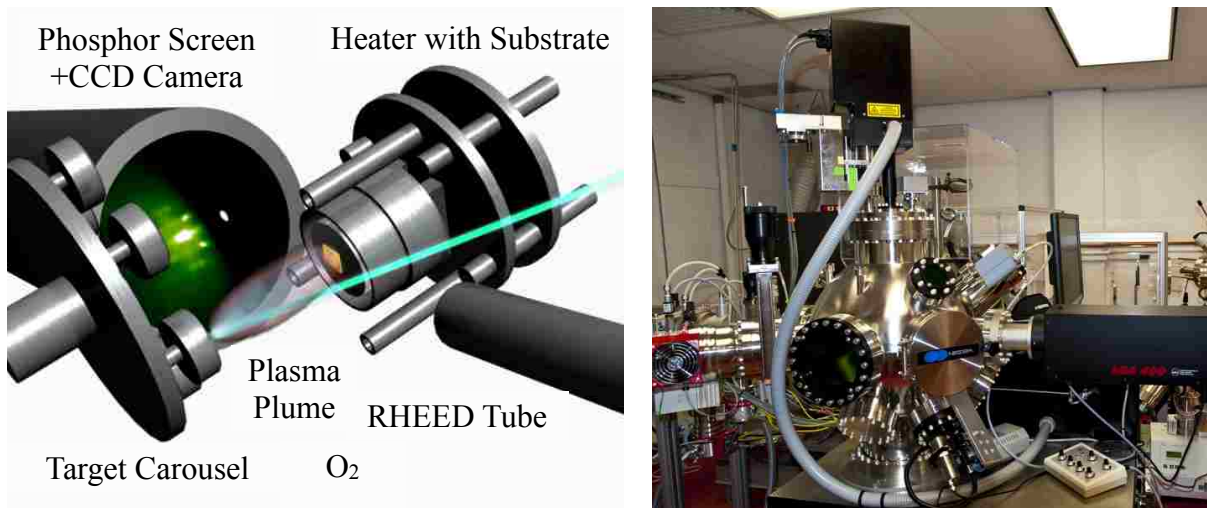 Phosphor Screen
+CCD Camera
Heater with Substrate
Plasma
Plume
RHEED Tube
Target Carousel
O₂